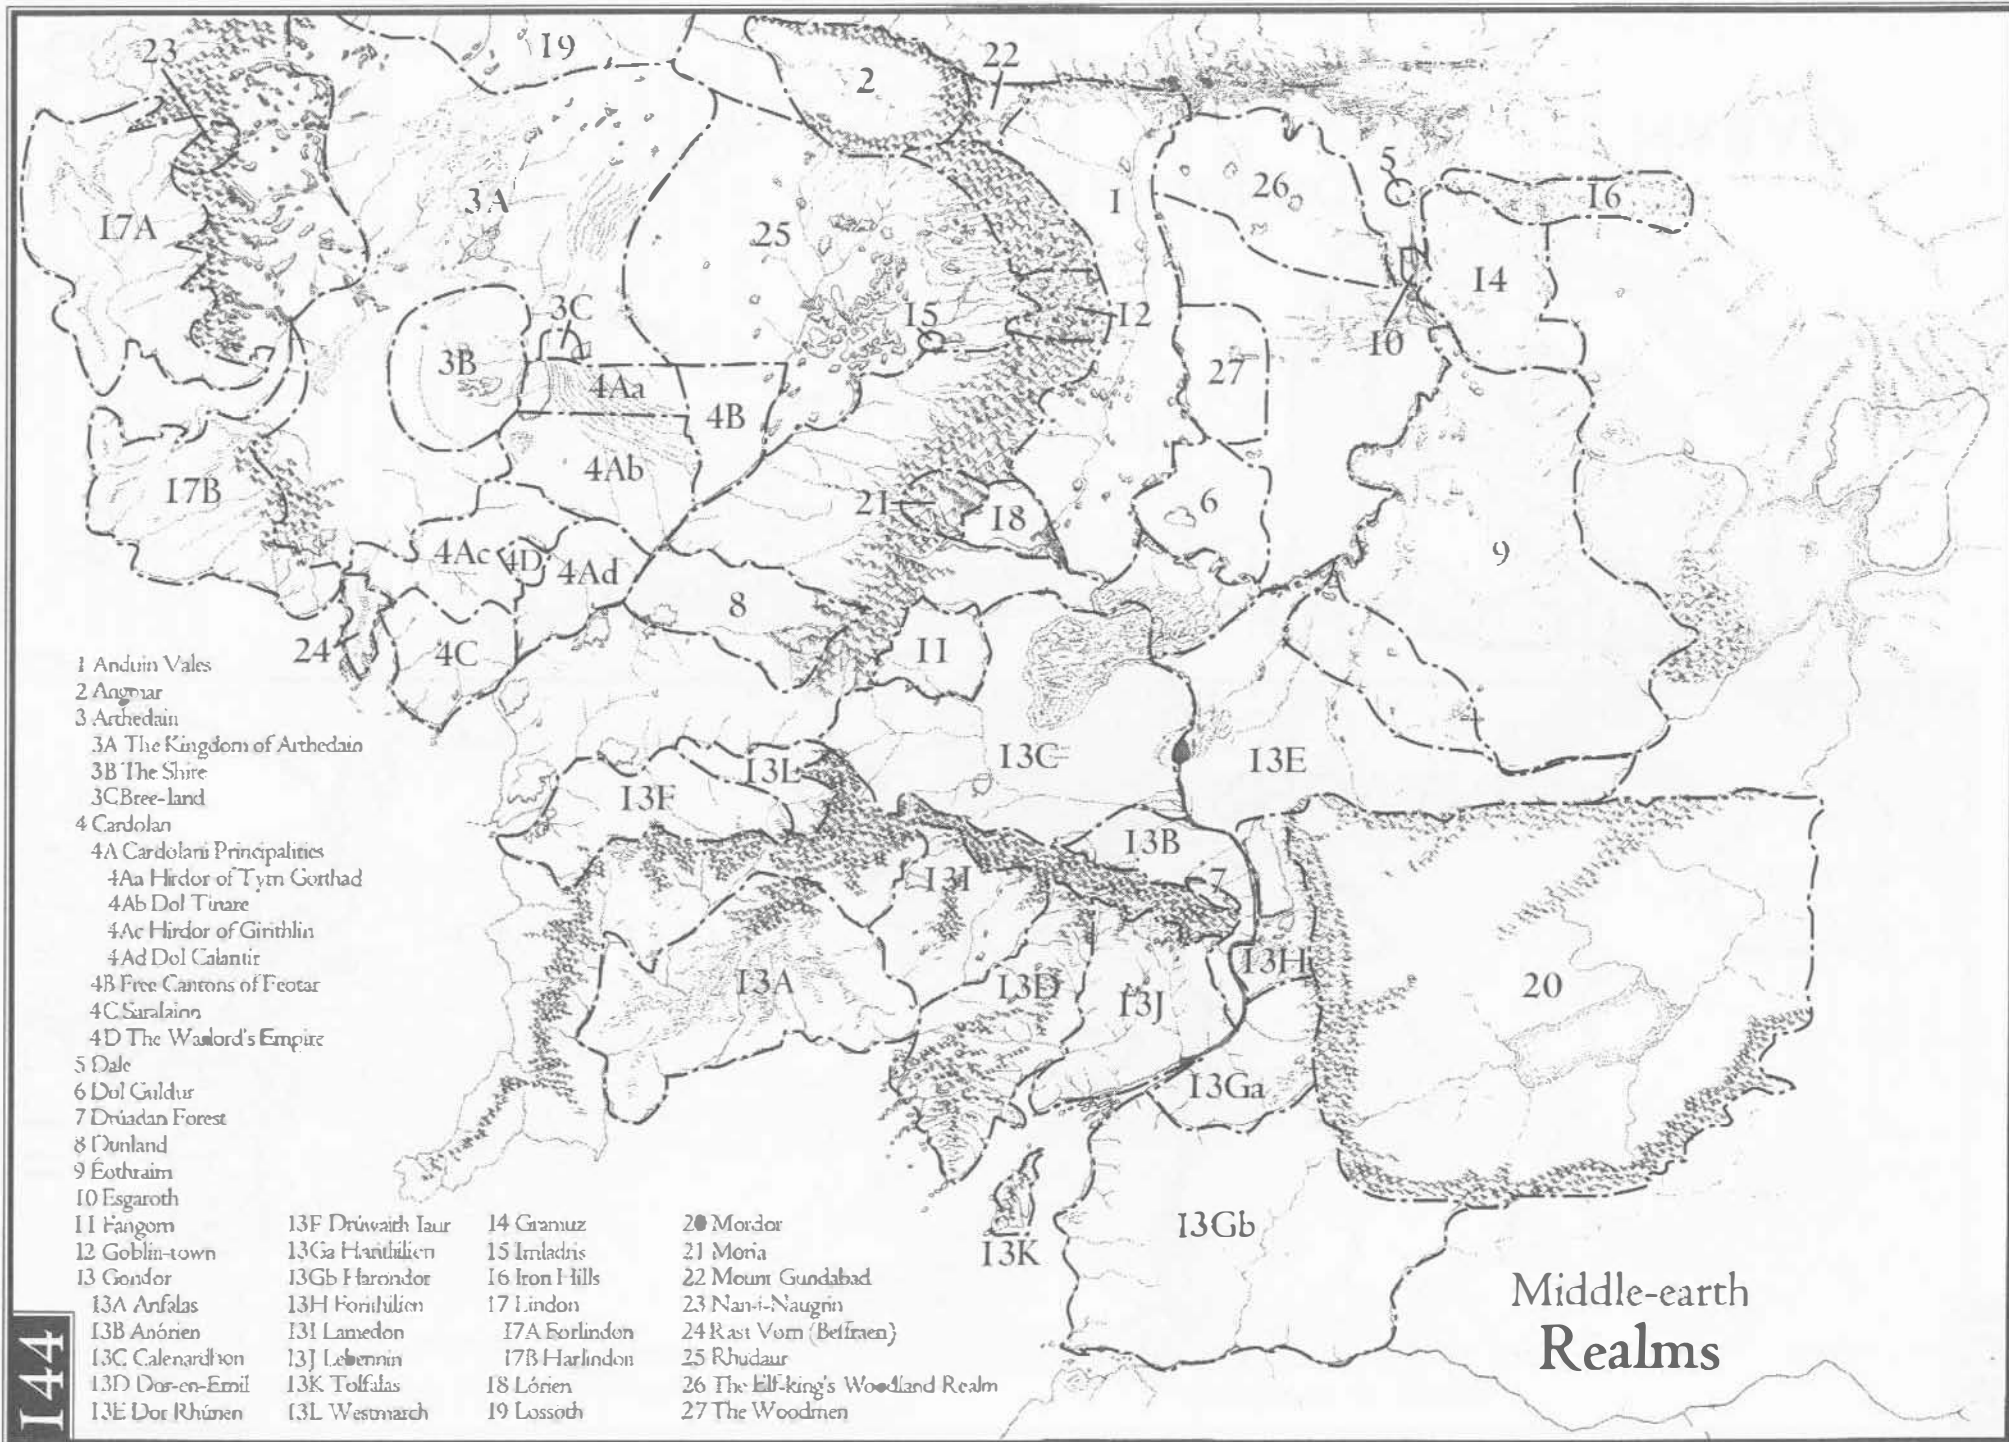 23
19
2
22
5
16
26
17A
3A
1
25
14
3C
15
12
10
3B
4Aa
27
4B
4Ab
17B
21
18
6
4Ac
4D
4Ad
9
8
24
4C
11
13C
13E
13L
13F
13B
13I
7
13H
13A
13D
13J
20
13Ga
13K
13Gb
1 Anduin Vales
2 Angmar
3 Arthedain
3A The Kingdom of Arthedain
3B The Shire
3C Bree-land
4 Cardolan
4A Cardolani Principalities
4Aa Hirdor of Tyrn Gorthad
4Ab Dol Tinare
4Ac Hirdor of Girithlin
4Ad Dol Calantir
4B Free Cantons of Feotar
4C Saralainn
4D The Warlord's Empire
5 Dale
6 Dol Guldur
7 Drúadan Forest
8 Dunland
9 Éothraim
10 Esgaroth
11 Fangorn
12 Goblin-town
13 Gondor
13A Anfalas
13B Anórien
13C Calenardhon
13D Dor-en-Ernil
13E Dor Rhúnen
13F Drúwaith Iaur
13Ga Harithilien
13Gb Harondor
13H Forithilien
13I Lamedon
13J Lebennin
13K Tolfalas
13L Westmarch
14 Gramuz
15 Imladris
16 Iron Hills
17 Lindon
17A Forlindon
17B Harlindon
18 Lórien
19 Lossoth
20 Mordor
21 Moria
22 Mount Gundabad
23 Nan-i-Naugrin
24 Rast Vorn (Belfraen)
25 Rhudaur
26 The Elf-king's Woodland Realm
27 The Woodmen
Middle-earth
Realms
144